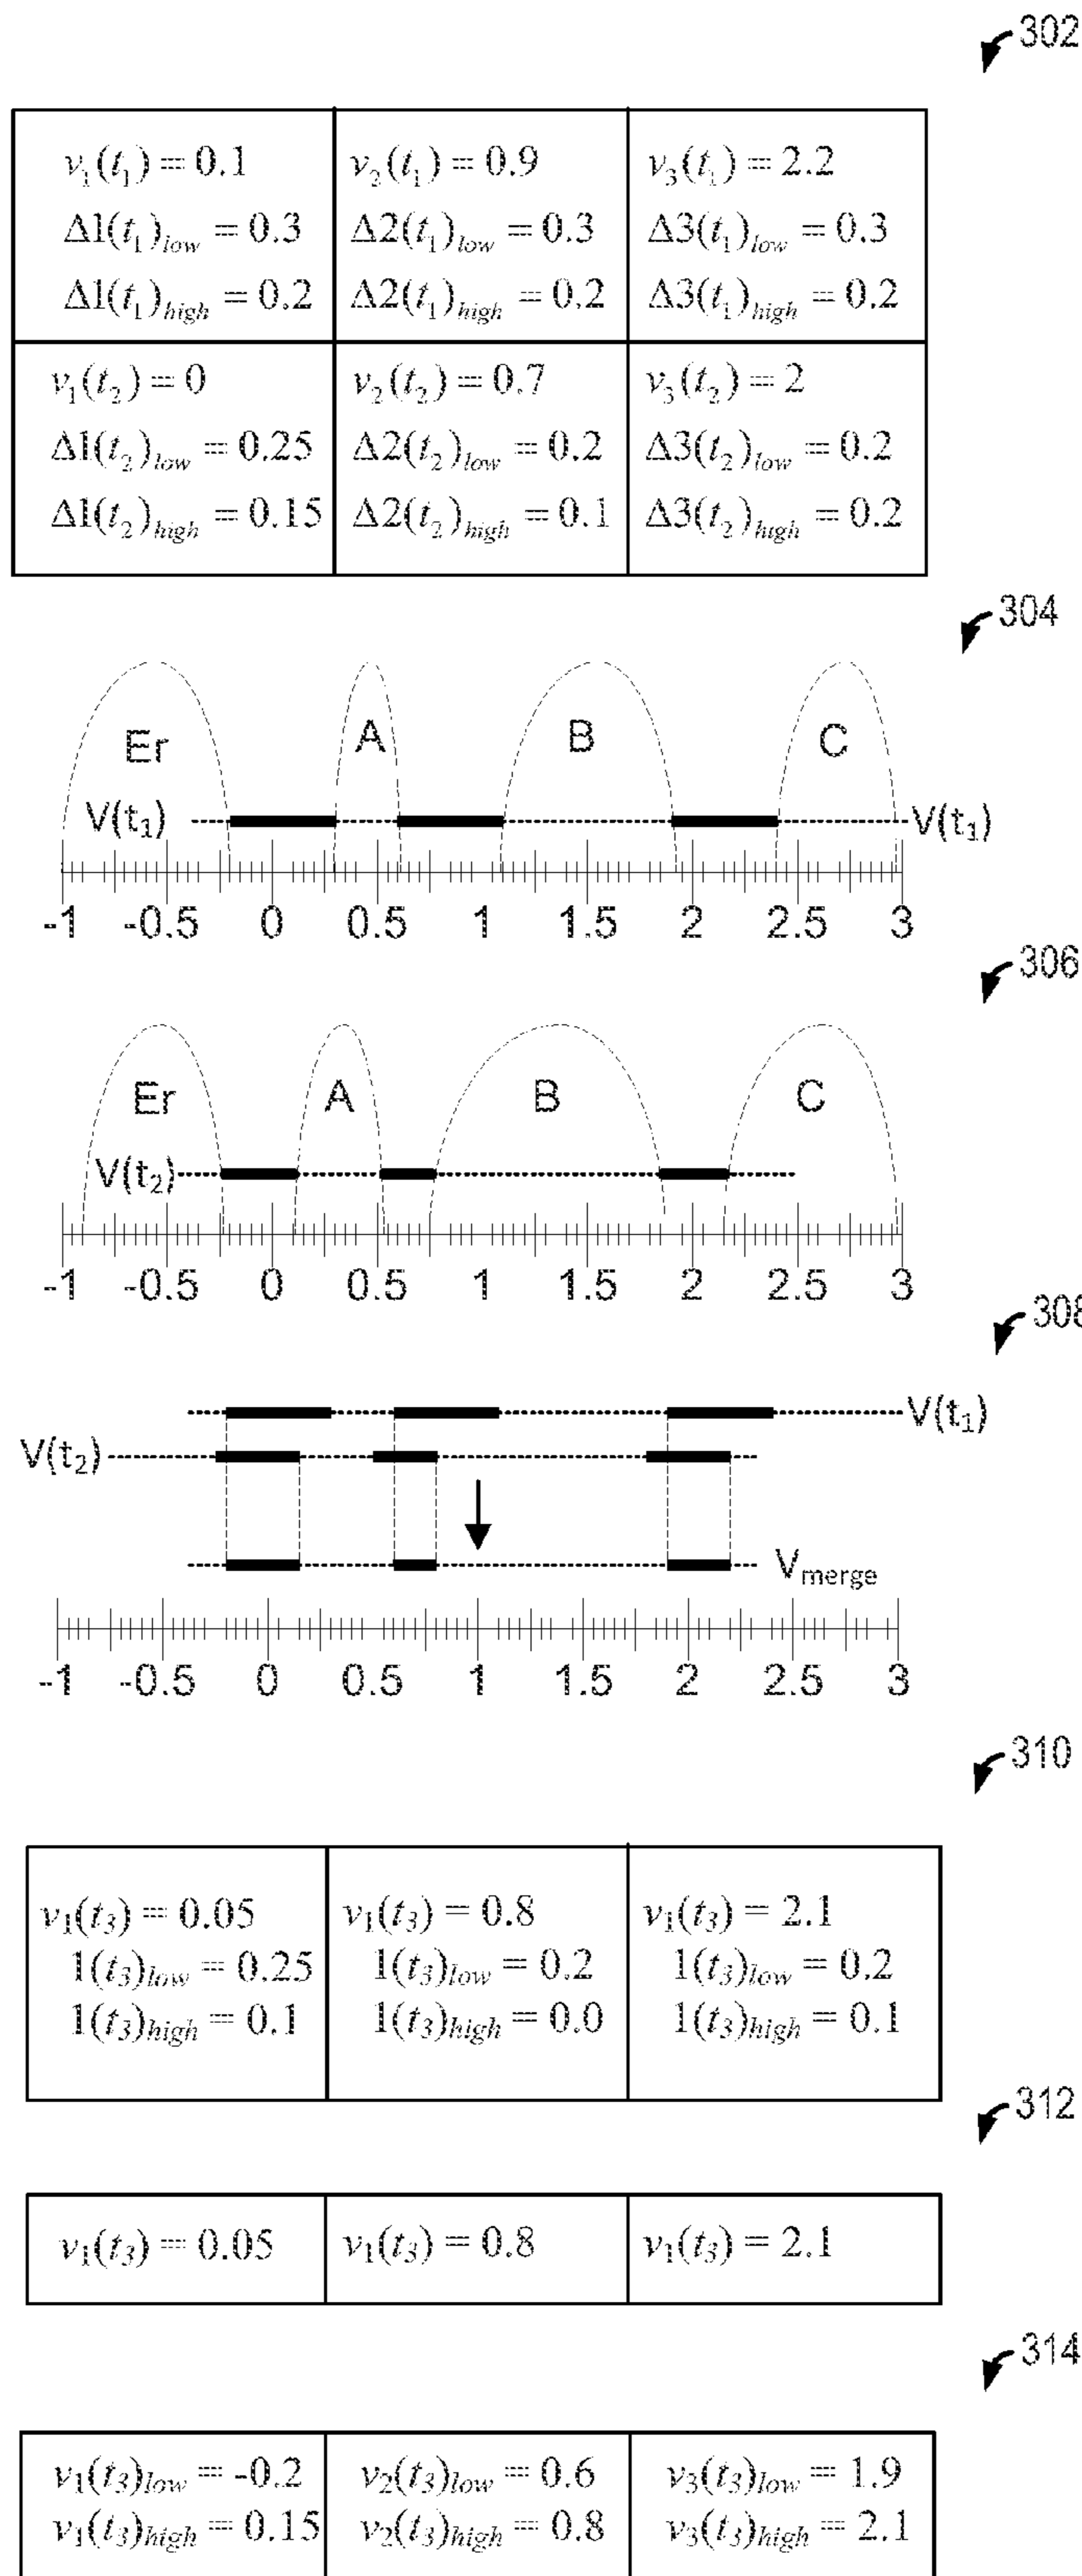 302
v₁(t₁) = 0.1 v₂(t₁) = 0.9 v₃(t₁) = 2.2
Δ1(t₁)low = 0.3 Δ2(t₁)low = 0.3 Δ3(t₁)low = 0.3
Δ1(t₁)high = 0.2 Δ2(t₁)high = 0.2 Δ3(t₁)high = 0.2
v₁(t₂) = 0 v₂(t₂) = 0.7 v₃(t₂) = 2
Δ1(t₂)low = 0.25 Δ2(t₂)low = 0.2 Δ3(t₂)low = 0.2
Δ1(t₂)high = 0.15 Δ2(t₂)high = 0.1 Δ3(t₂)high = 0.2
304
Er A B C
V(t₁) V(t₁)
-1 -0.5 0 0.5 1 1.5 2 2.5 3
306
Er A B C
V(t₂)
-1 -0.5 0 0.5 1 1.5 2 2.5 3
308
V(t₁)
V(t₂)
Vmerge
-1 -0.5 0 0.5 1 1.5 2 2.5 3
310
v₁(t₃) = 0.05 v₁(t₃) = 0.8 v₁(t₃) = 2.1
1(t₃)low = 0.25 1(t₃)low = 0.2 1(t₃)low = 0.2
1(t₃)high = 0.1 1(t₃)high = 0.0 1(t₃)high = 0.1
312
v₁(t₃) = 0.05 v₁(t₃) = 0.8 v₁(t₃) = 2.1
314
v₁(t₃)low = -0.2 v₂(t₃)low = 0.6 v₃(t₃)low = 1.9
v₁(t₃)high = 0.15 v₂(t₃)high = 0.8 v₃(t₃)high = 2.1